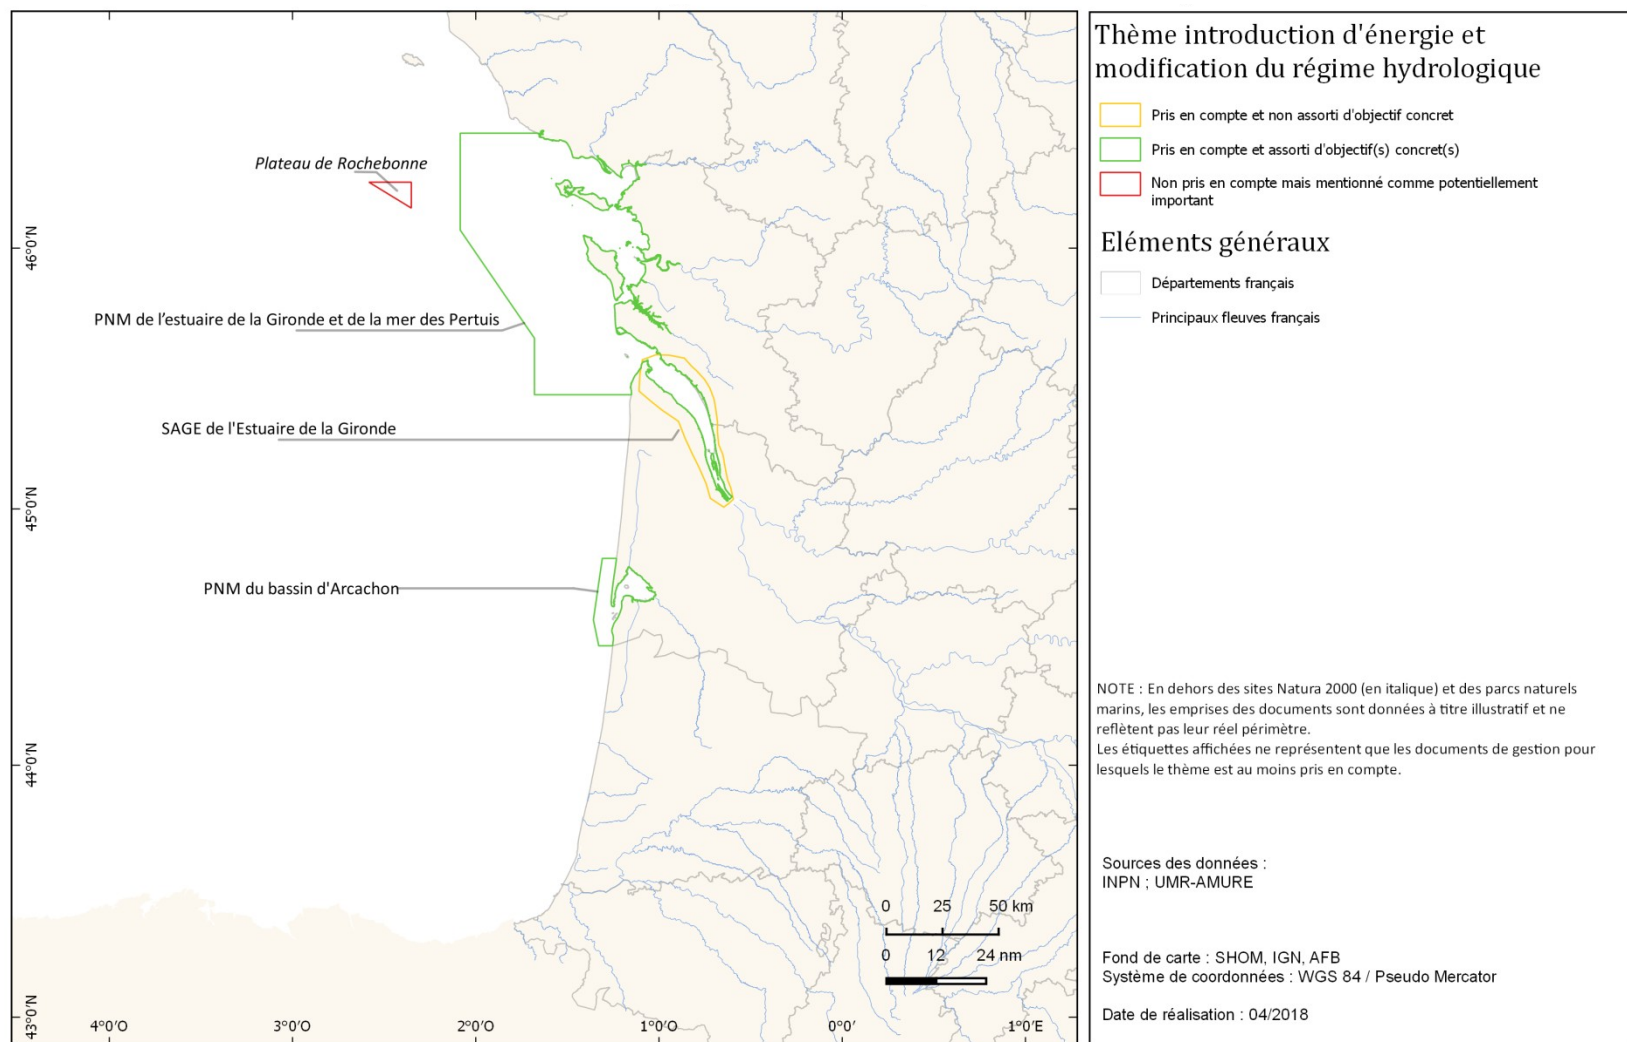 Plateau de Rochebonne
PNM de l'estuaire de la Gironde et de la mer des Pertuis
SAGE de l'Estuaire de la Gironde
PNM du bassin d'Arcachon
46°0'N
45°0'N
44°0'N
43°0'N
4°0'O
3°0'O
2°0'O
1°0'O
0°0'
1°0'E
0 25 50 km
0 12 24 nm
Thème introduction d'énergie et
modification du régime hydrologique
Pris en compte et non assorti d'objectif concret
Pris en compte et assorti d'objectif(s) concret(s)
Non pris en compte mais mentionné comme potentiellement
important
Eléments généraux
Départements français
Principaux fleuves français
NOTE : En dehors des sites Natura 2000 (en italique) et des parcs naturels
marins, les emprises des documents sont données à titre illustratif et ne
reflètent pas leur réel périmètre.
Les étiquettes affichées ne représentent que les documents de gestion pour
lesquels le thème est au moins pris en compte.
Sources des données :
INPN ; UMR-AMURE
Fond de carte : SHOM, IGN, AFB
Système de coordonnées : WGS 84 / Pseudo Mercator
Date de réalisation : 04/2018